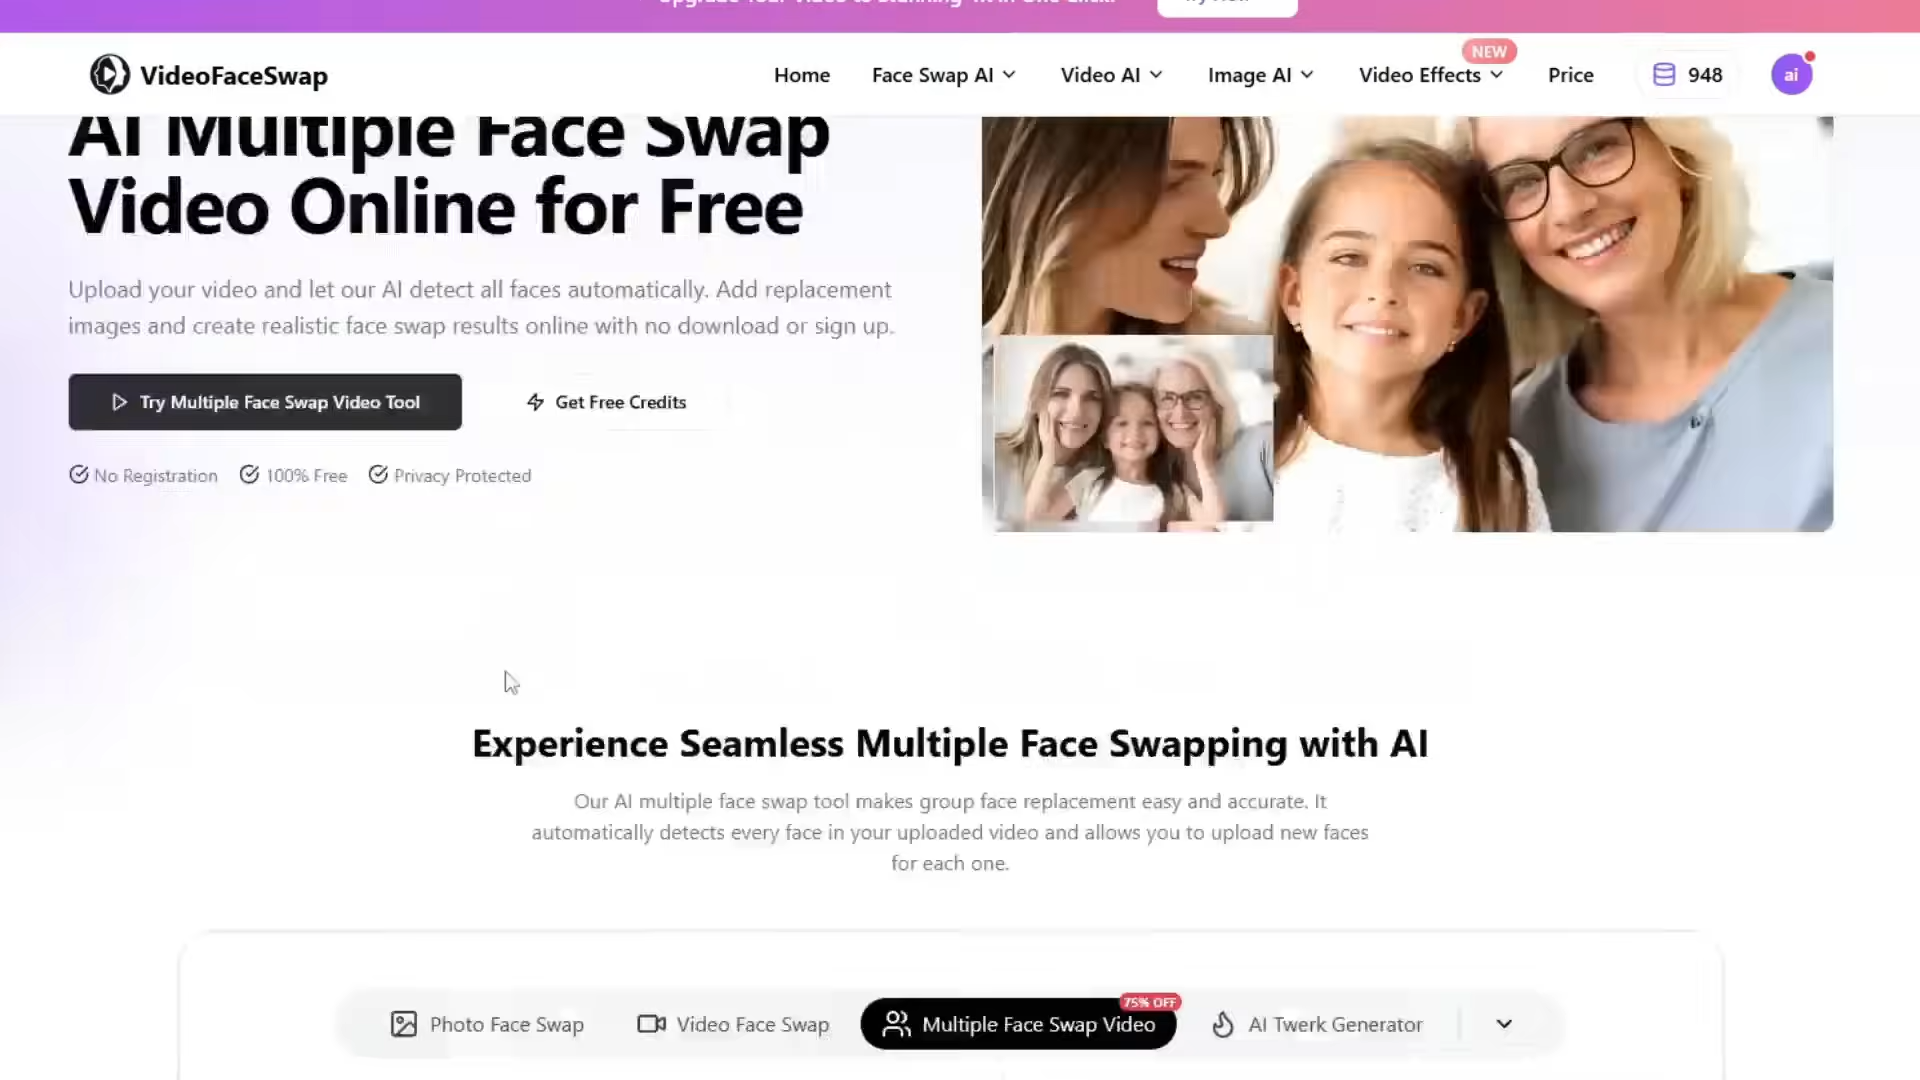 VideoFaceSwap
Home
Face Swap AI
Video AI
Image AI
Video Effects
NEW
Price
948
ai
AI Multiple Face Swap
Video Online for Free
Upload your video and let our AI detect all faces automatically. Add replacement
images and create realistic face swap results online with no download or sign up.
Try Multiple Face Swap Video Tool
Get Free Credits
No Registration
100% Free
Privacy Protected
Experience Seamless Multiple Face Swapping with AI
Our AI multiple face swap tool makes group face replacement easy and accurate. It
automatically detects every face in your uploaded video and allows you to upload new faces
for each one.
Photo Face Swap
Video Face Swap
Multiple Face Swap Video
75% OFF
AI Twerk Generator